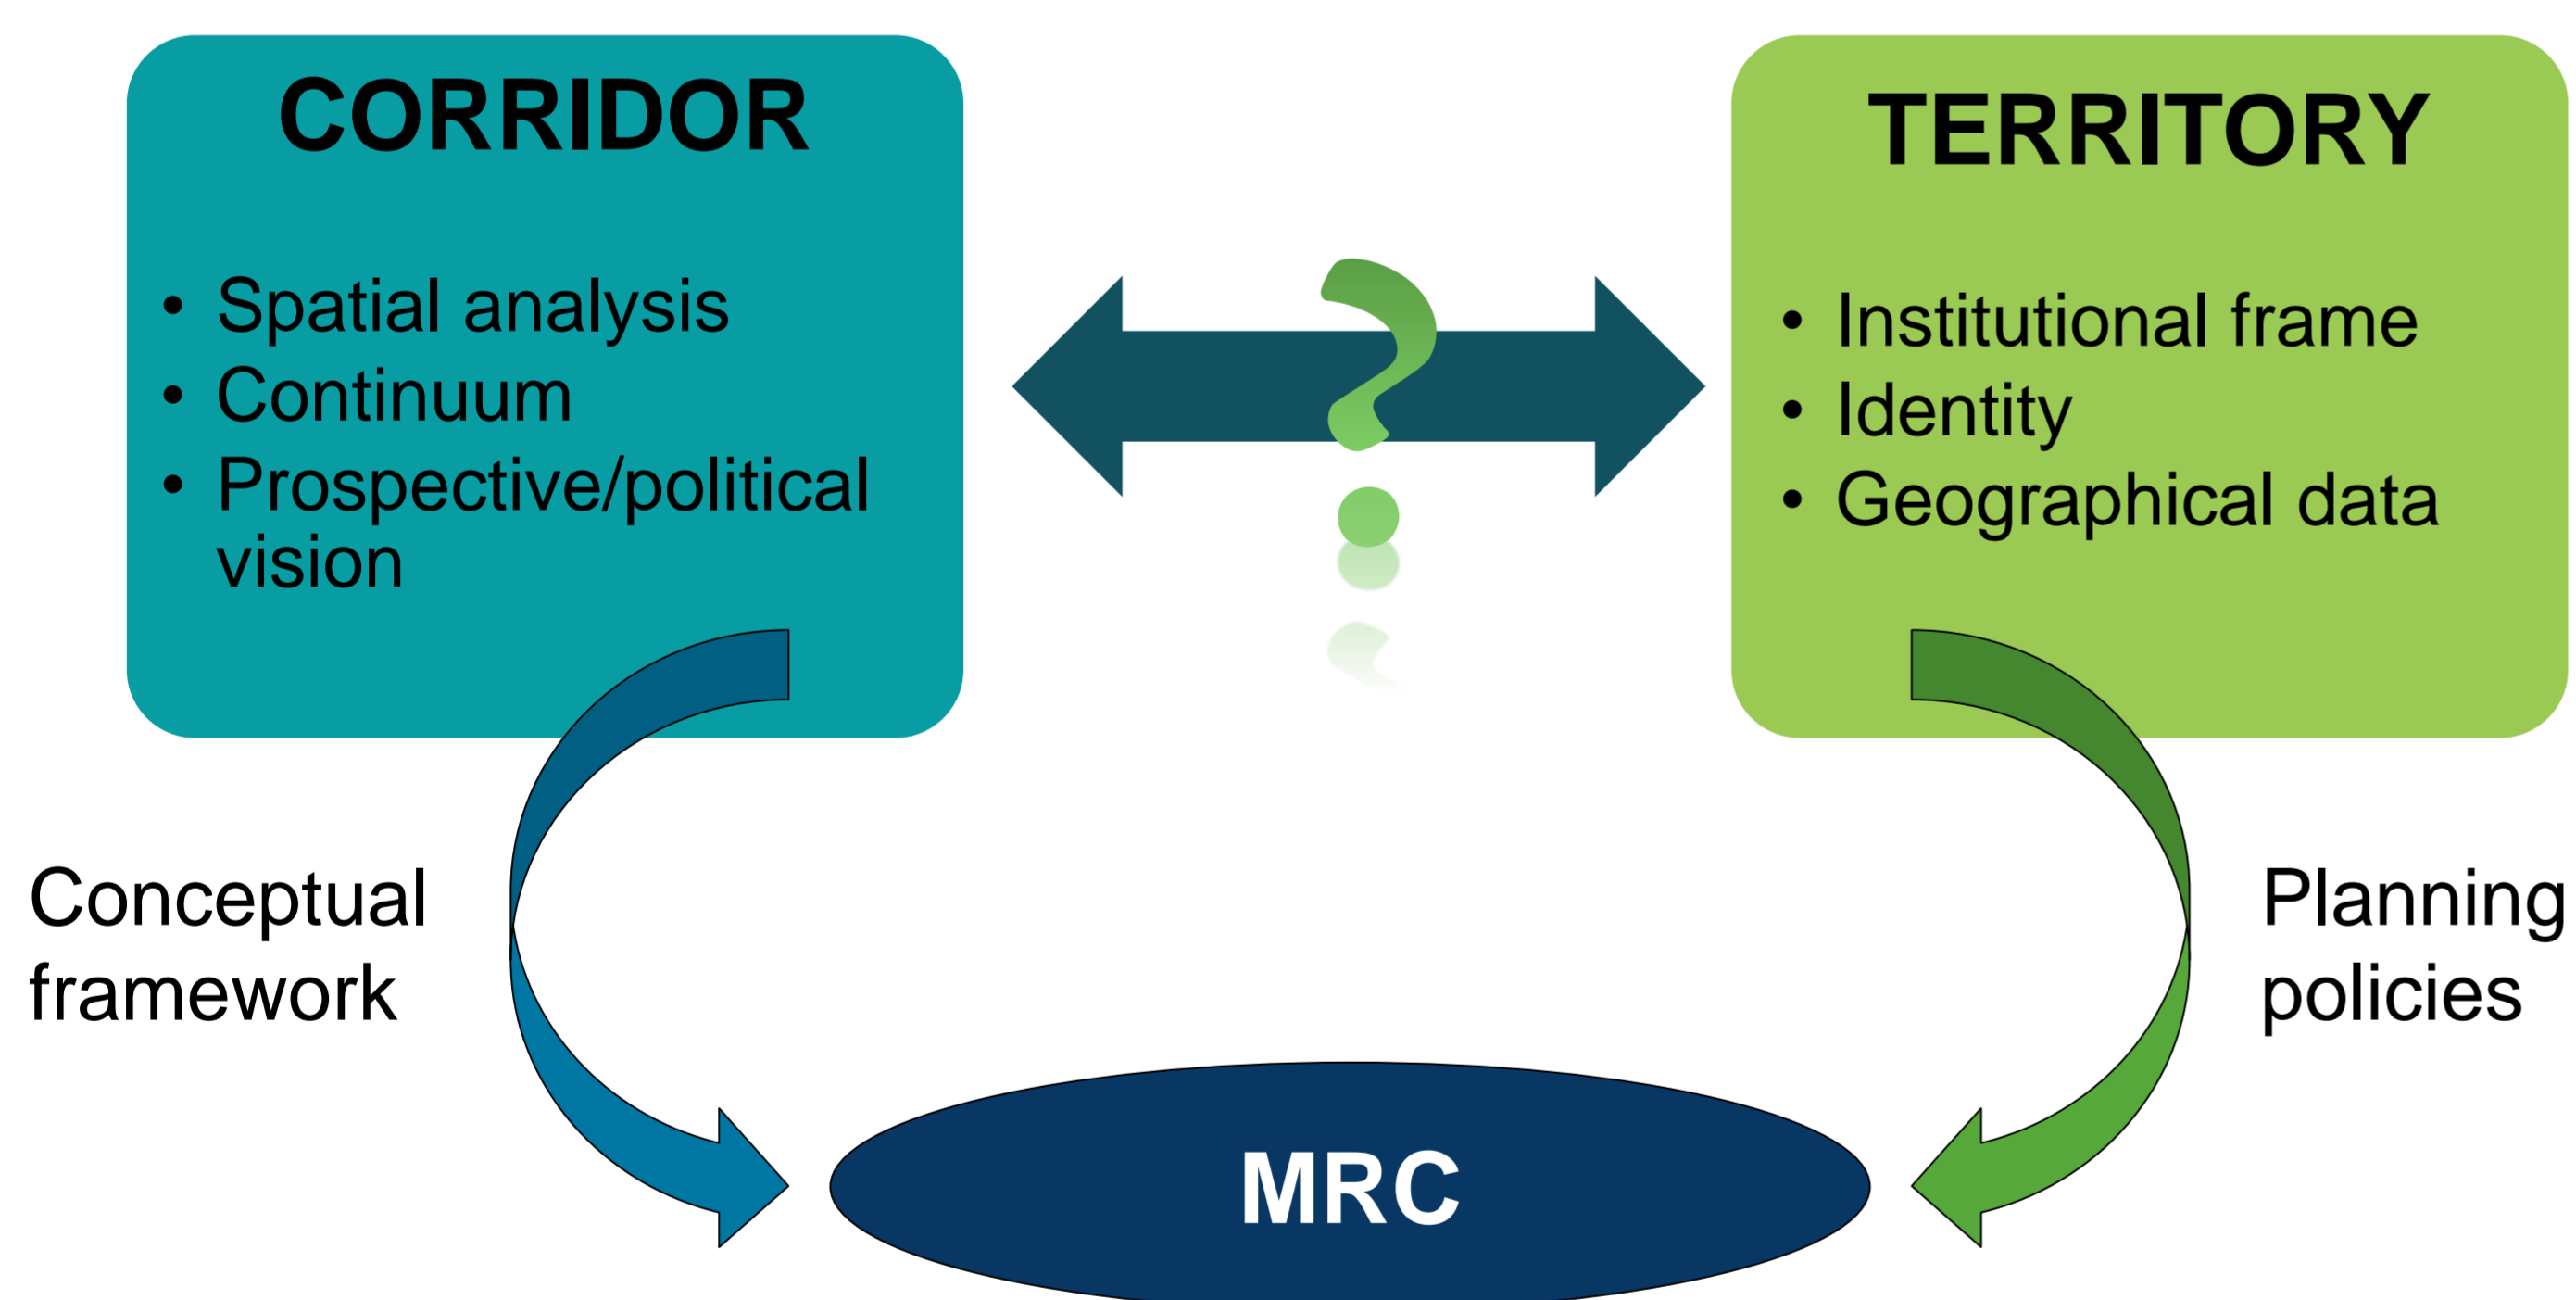 CORRIDOR
• Spatial analysis
• Continuum
• Prospective/political
vision
?
TERRITORY
• Institutional frame
• Identity
• Geographical data
Conceptual
framework
Planning
policies
MRC